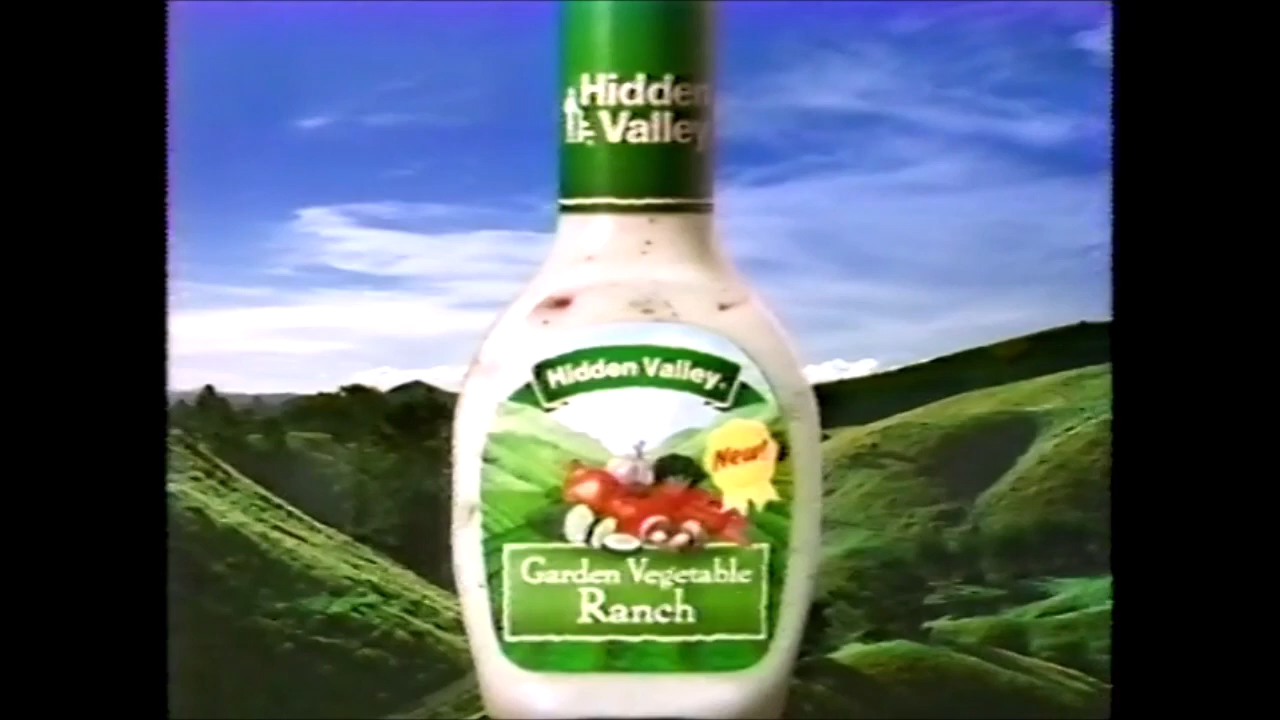 Hidden
Valley
Hidden Valley®
New!
Garden Vegetable
Ranch